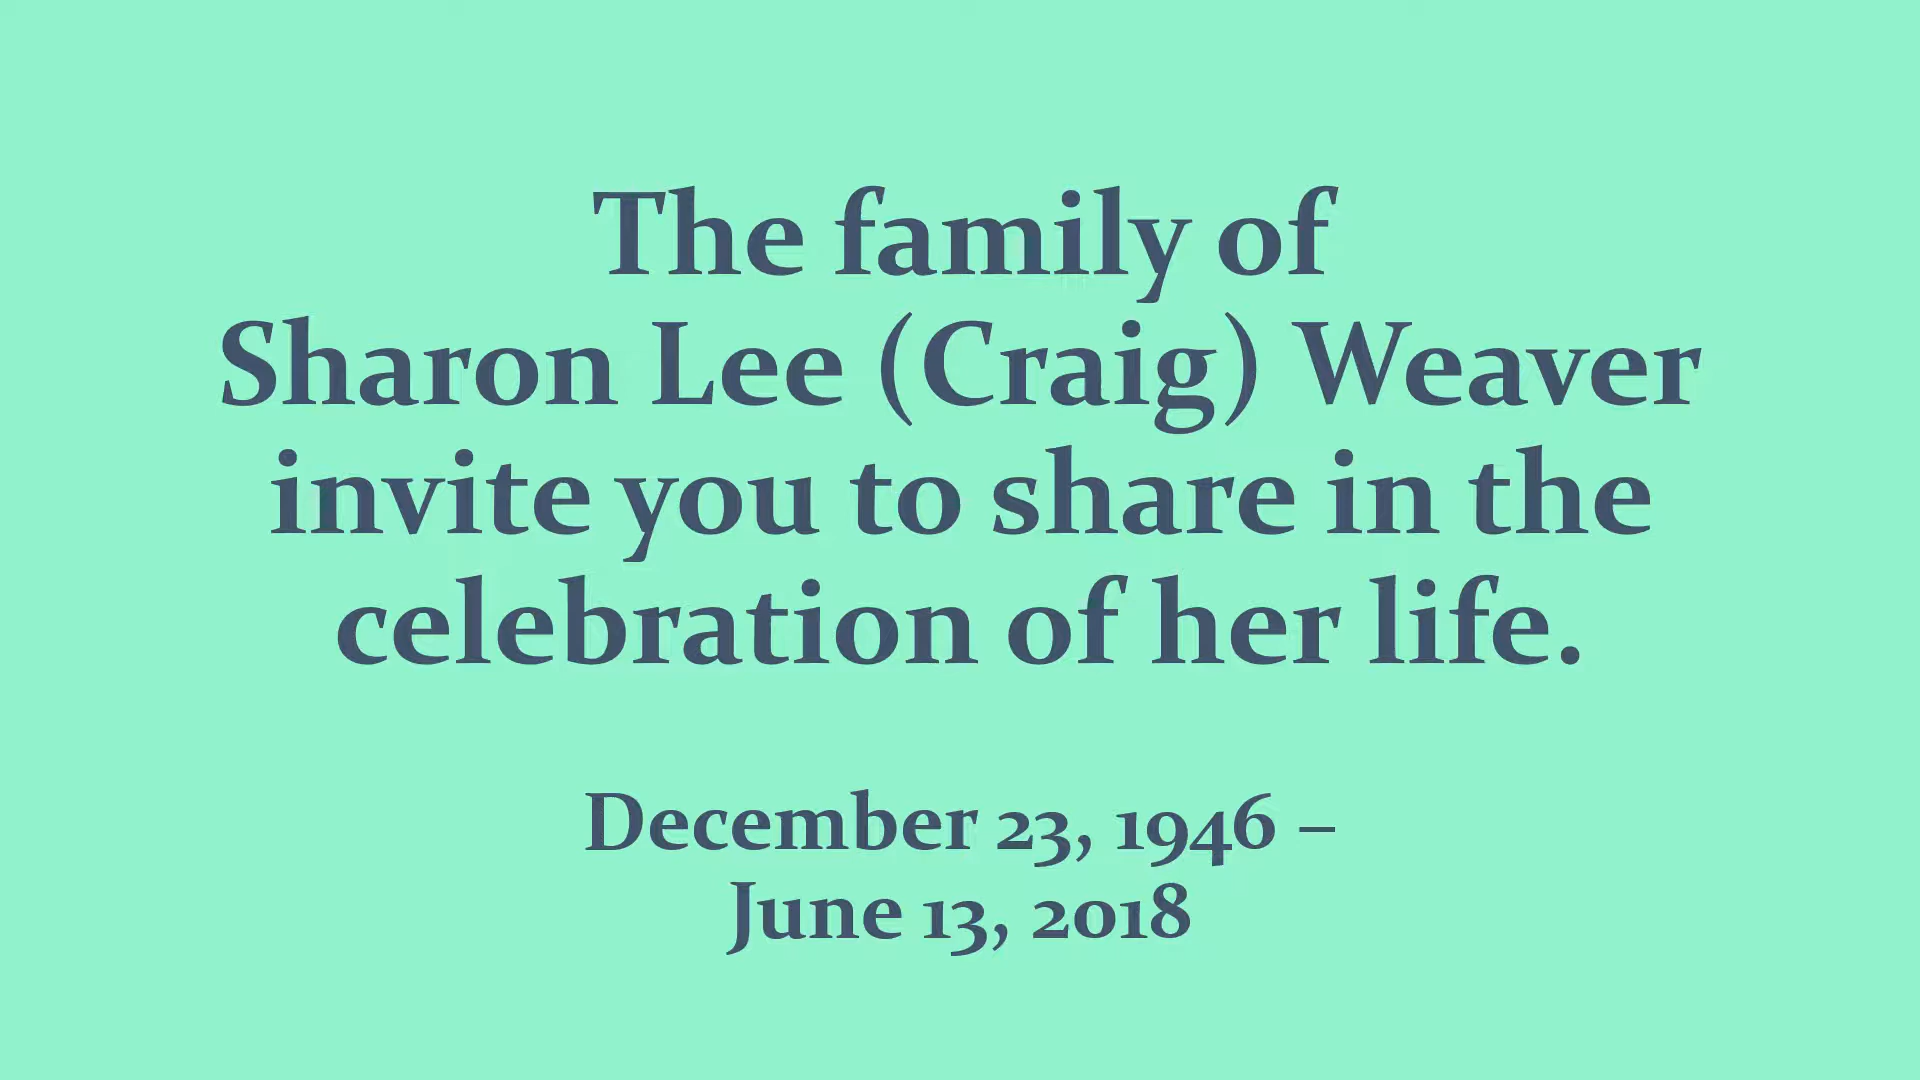 The family of
Sharon Lee (Craig) Weaver
invite you to share in the
celebration of her life.
December 23, 1946 –
June 13, 2018